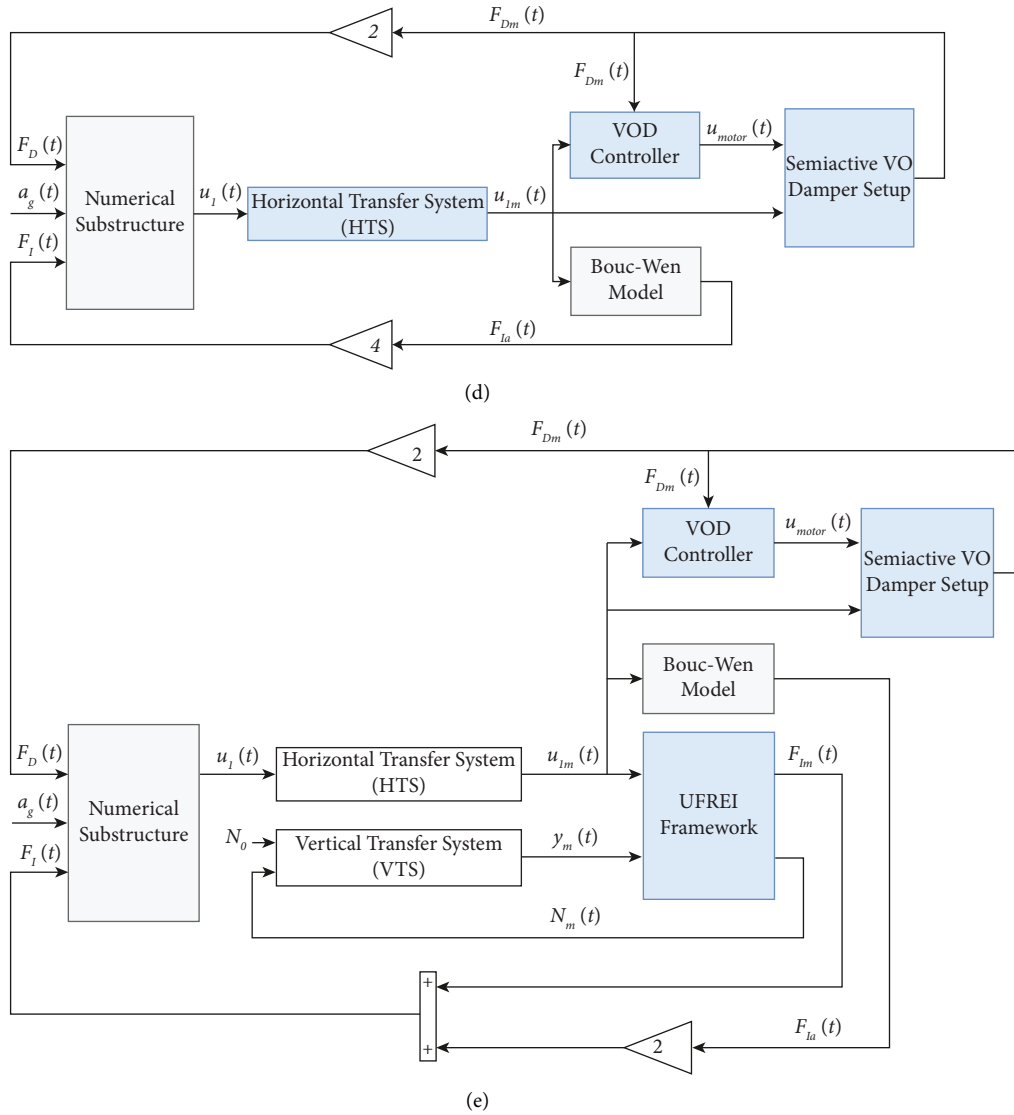 F_Dm (t)
2
F_Dm (t)
F_D (t)
a_g (t)
F_I (t)
Numerical
Substructure
u_1 (t)
Horizontal Transfer System
(HTS)
u_1m (t)
VOD
Controller
u_motor (t)
Semiactive VO
Damper Setup
Bouc-Wen
Model
4
F_Ia (t)
(d)
F_Dm (t)
2
F_Dm (t)
VOD
Controller
u_motor (t)
Semiactive VO
Damper Setup
Bouc-Wen
Model
F_D (t)
a_g (t)
F_I (t)
Numerical
Substructure
u_1 (t)
Horizontal Transfer System
(HTS)
u_1m (t)
N_0
Vertical Transfer System
(VTS)
y_m (t)
UFREI
Framework
F_Im (t)
N_m (t)
+
+
2
F_Ia (t)
(e)